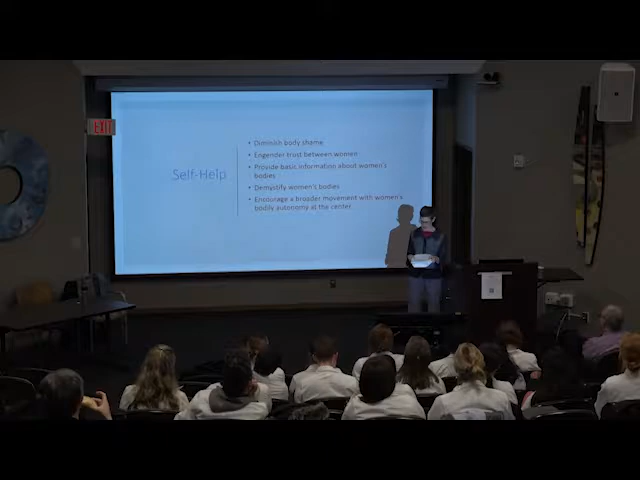 EXIT
Self-Help
• Diminish body shame
• Engender trust between women
• Provide basic information about women's
bodies
• Demystify women's bodies
• Encourage a broader movement with women's
bodily autonomy at the center